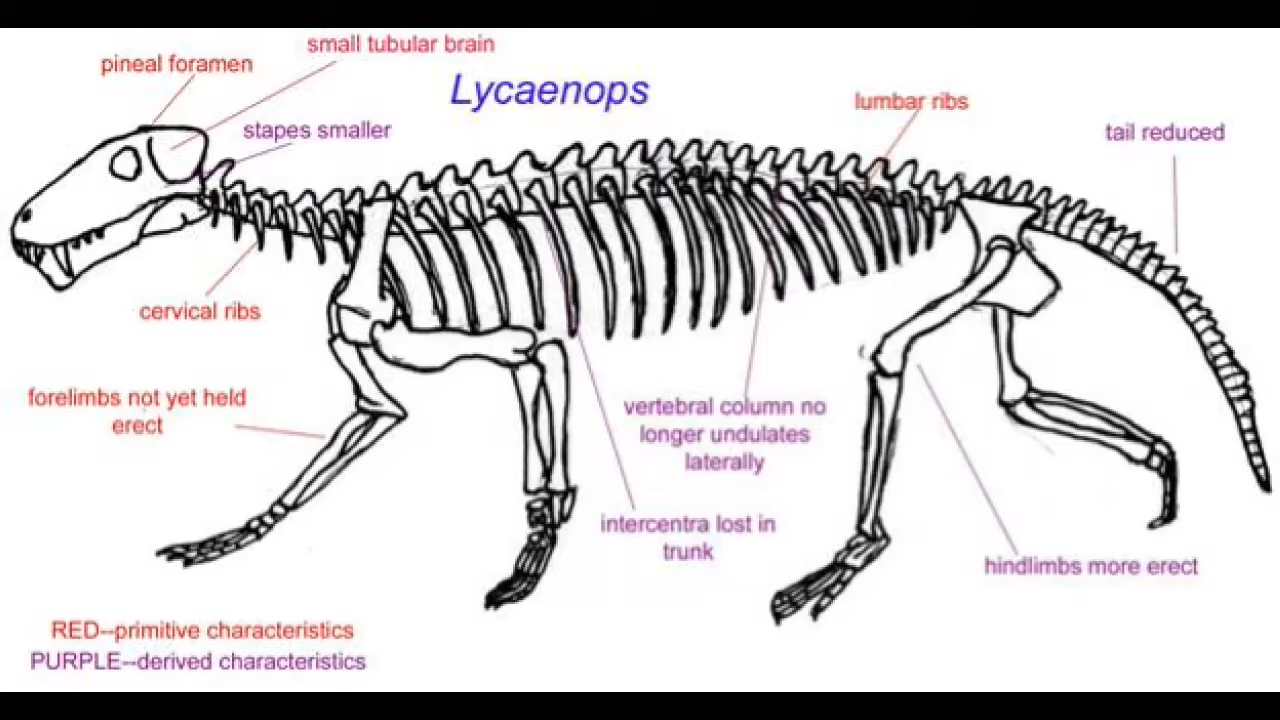 small tubular brain
pineal foramen
Lycaenops
lumbar ribs
stapes smaller
tail reduced
cervical ribs
forelimbs not yet held
erect
vertebral column no
longer undulates
laterally
intercentra lost in
trunk
hindlimbs more erect
RED--primitive characteristics
PURPLE--derived characteristics